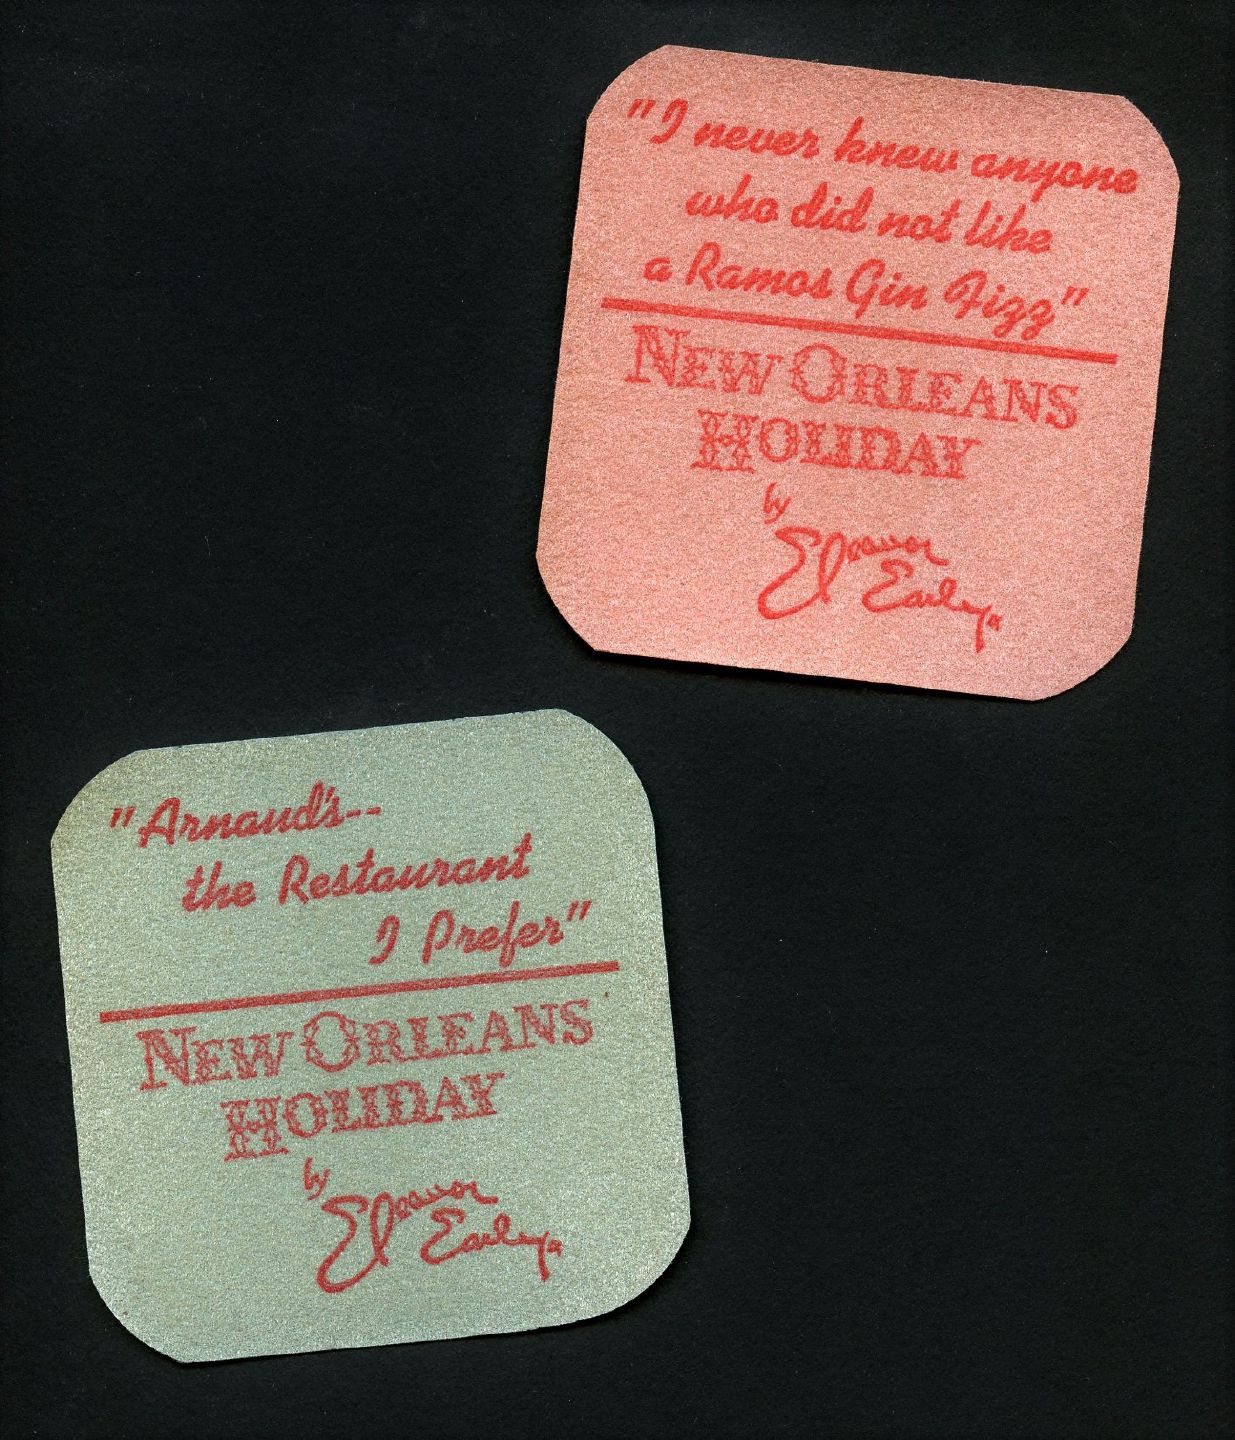 "I never knew anyone
who did not like
a Ramos Gin Fizz"
NEW ORLEANS
HOLIDAY
by
Eleanor
Early
"Arnaud's--
the Restaurant
I Prefer"
NEW ORLEANS
HOLIDAY
by
Eleanor
Early